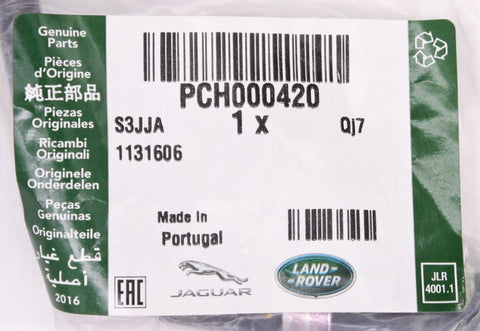 Genuine
Parts
Pièces
d'Origine
純正部品
Piezas
Originales
Ricambi
Originali
Originele
Onderdelen
Peças
Genuinas
Originalteile
قطع غيار
أصلية
2016
PCH000420
S3JJA 1 x Qj7
1131606
Made in
Portugal
EAC
JAGUAR
LAND-
ROVER
JLR
4001.1